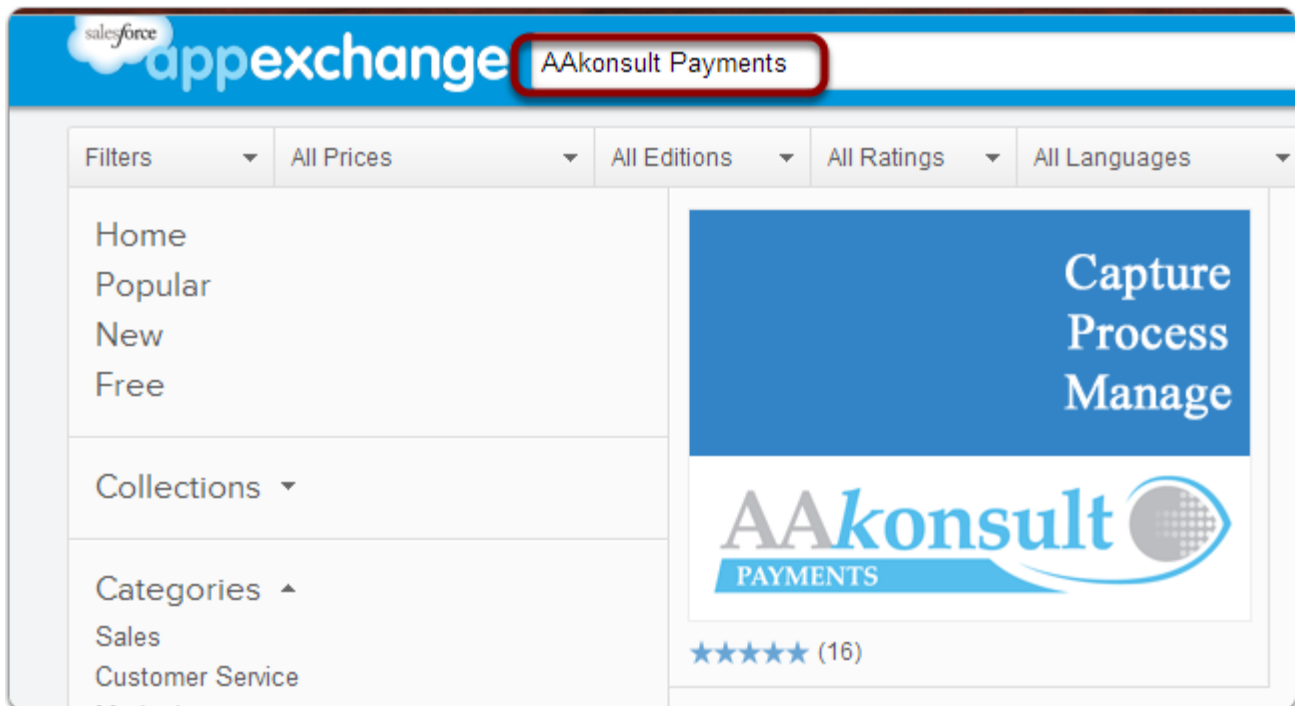 salesforce
appexchange
AAkonsult Payments
Filters
All Prices
All Editions
All Ratings
All Languages
Home
Popular
New
Free
Collections
Categories
Sales
Customer Service
Capture
Process
Manage
AAkonsult
PAYMENTS
(16)